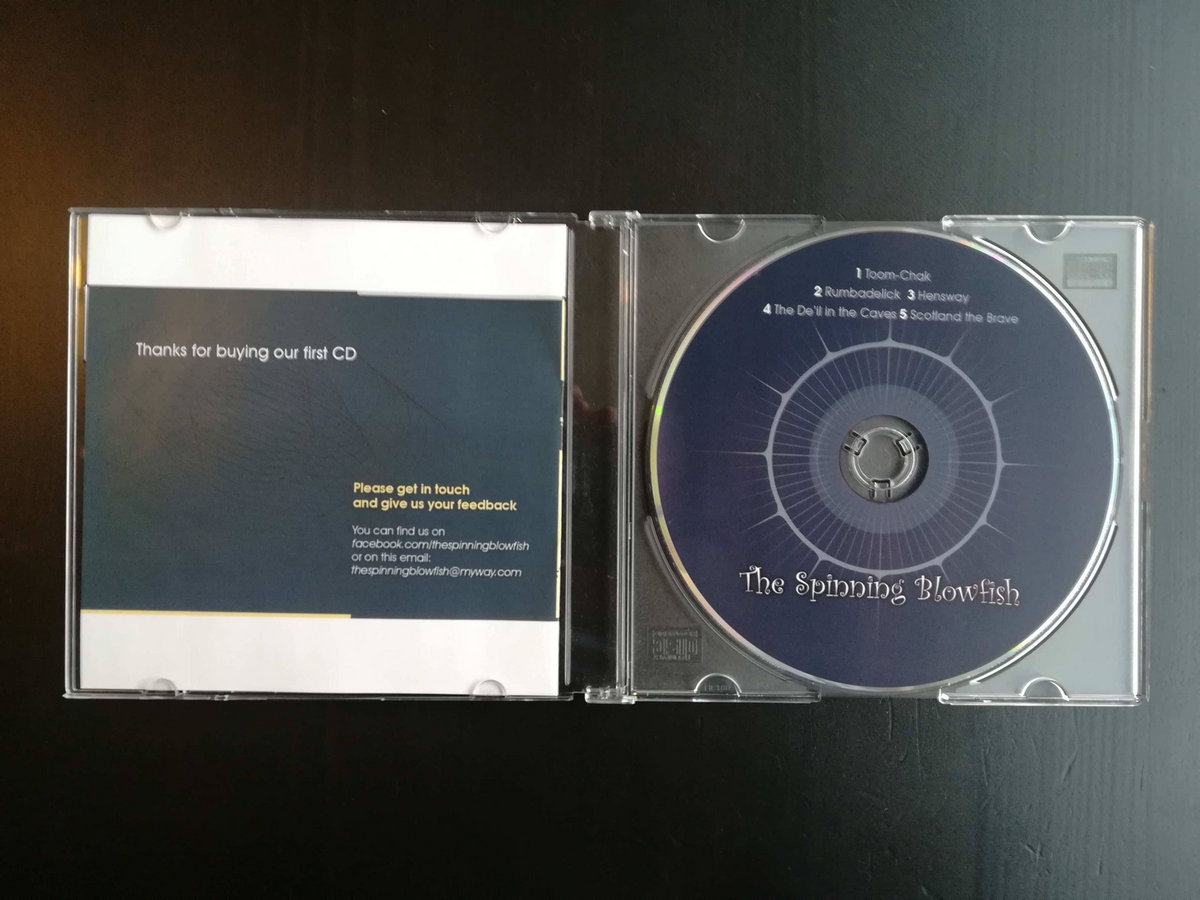 Thanks for buying our first CD
Please get in touch
and give us your feedback
You can find us on
facebook.com/thespinningblowfish
or on this email:
thespinningblowfish@myway.com
1 Toom-Chak
2 Rumbadelick 3 Hensway
4 The De'il in the Caves 5 Scotland the Brave
The Spinning Blowfish